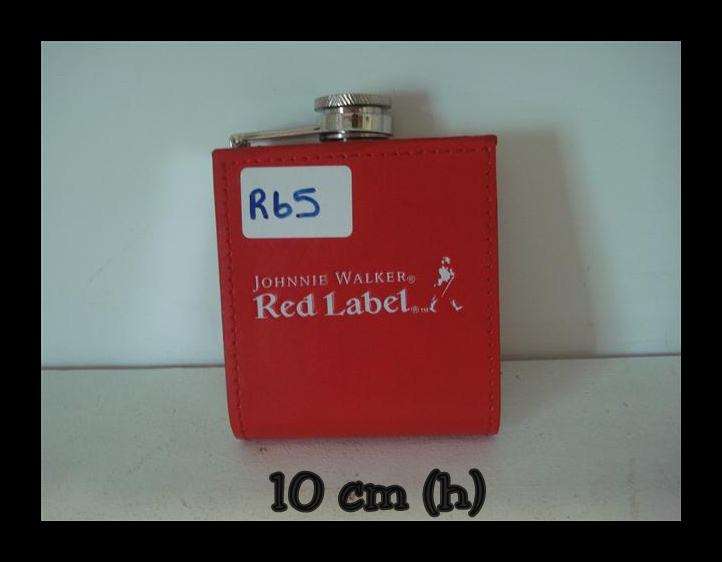 R65
JOHNNIE WALKER®
Red Label®™
10 cm (h)